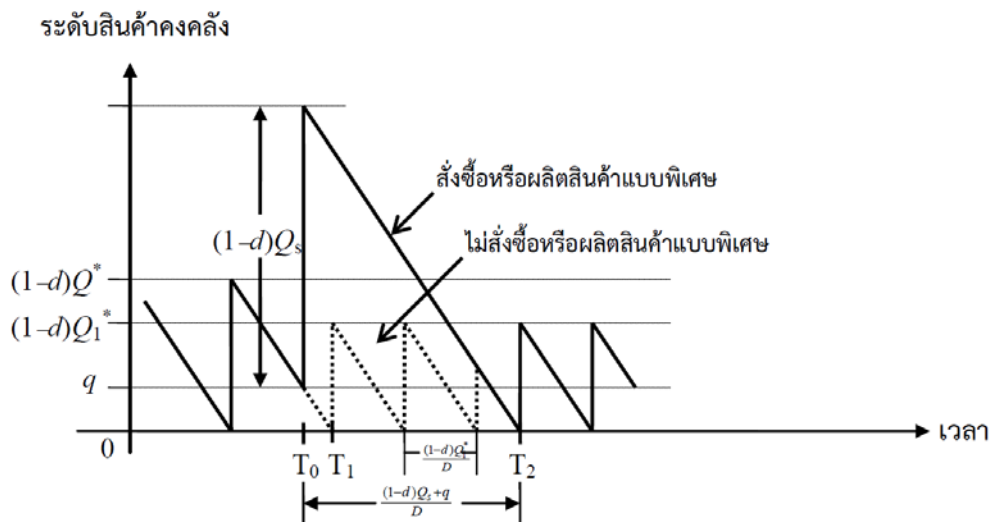 ระดับสินค้าคงคลัง
สั่งซื้อหรือผลิตสินค้าแบบพิเศษ
(1-d)Qs
ไม่สั่งซื้อหรือผลิตสินค้าแบบพิเศษ
(1-d)Q*
(1-d)Q1*
q
0
เวลา
T0 T1 T2
(1-d)Q1*/D
(1-d)Qs+q/D